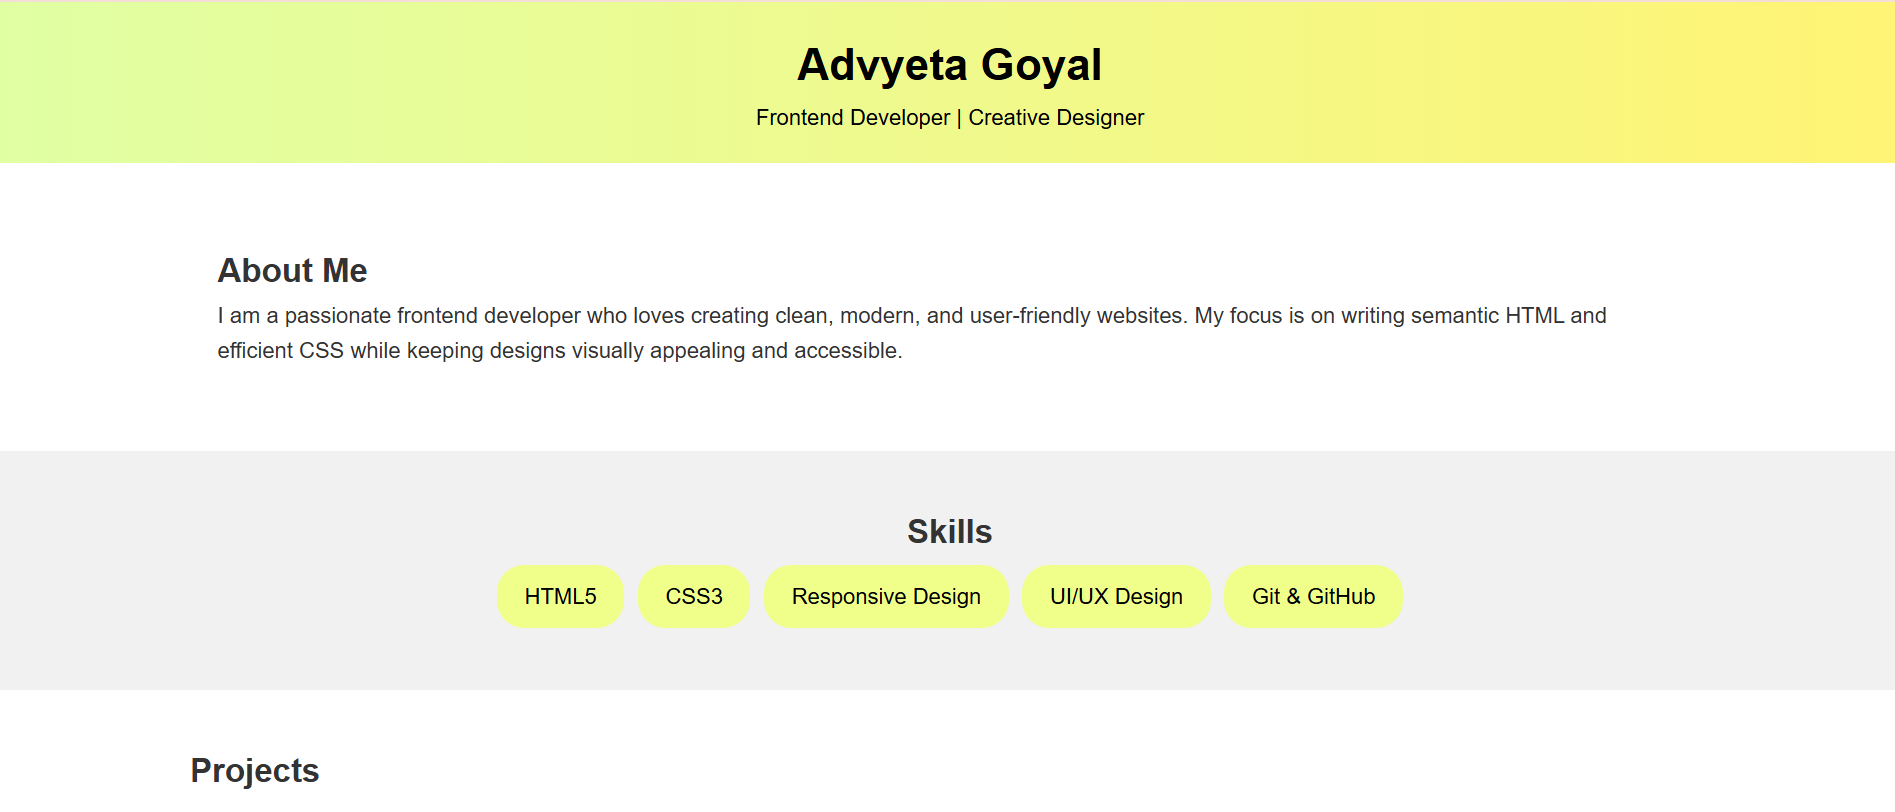 Advyeta Goyal
Frontend Developer | Creative Designer
About Me
I am a passionate frontend developer who loves creating clean, modern, and user-friendly websites. My focus is on writing semantic HTML and
efficient CSS while keeping designs visually appealing and accessible.
Skills
HTML5 CSS3 Responsive Design UI/UX Design Git & GitHub
Projects